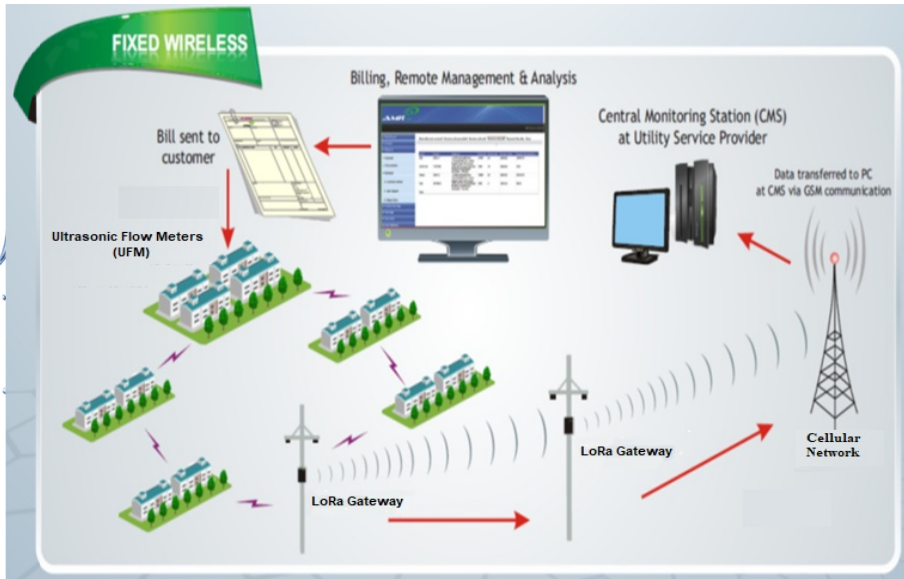 FIXED WIRELESS
Billing, Remote Management & Analysis
Bill sent to
customer
AMR
Central Monitoring Station (CMS)
at Utility Service Provider
Data transferred to PC
at CMS via GSM communication
Ultrasonic Flow Meters
(UFM)
LoRa Gateway
LoRa Gateway
Cellular
Network